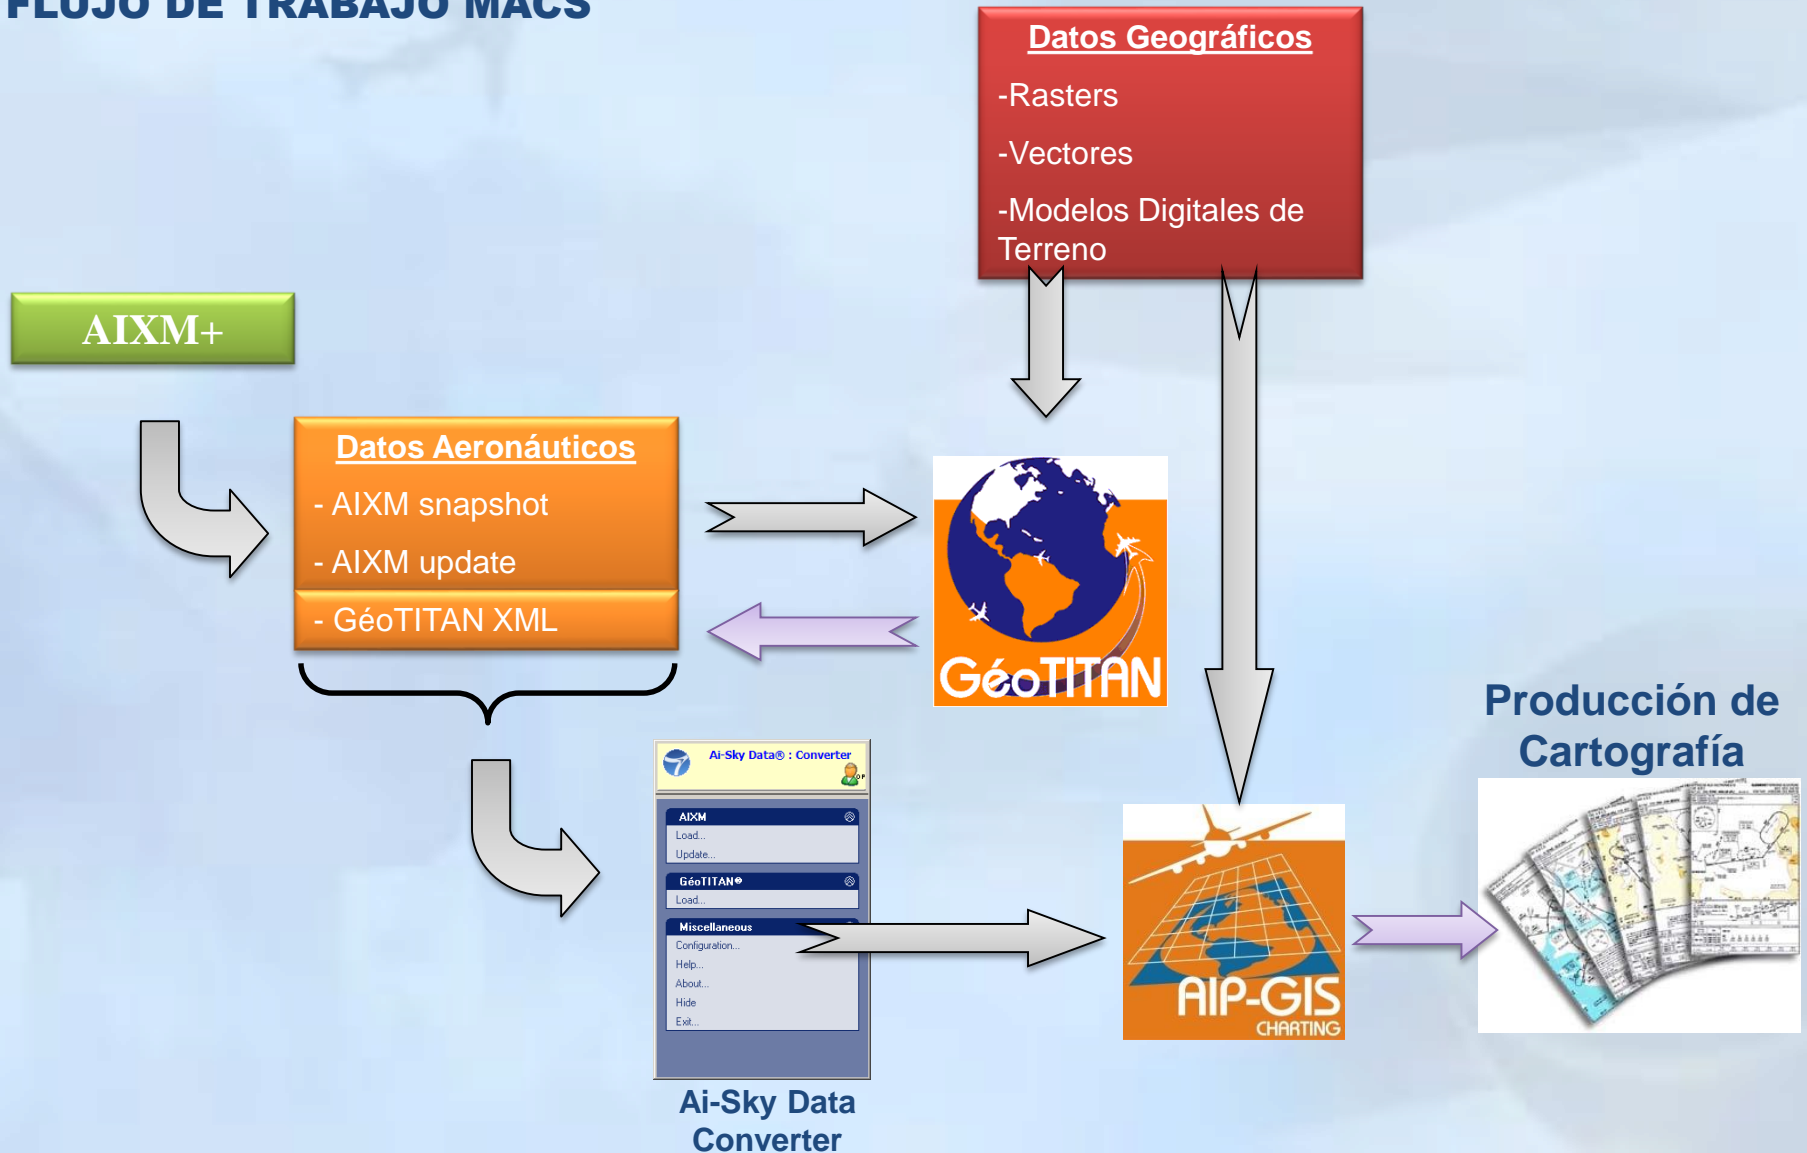 FLUJO DE TRABAJO MACS
Datos Geográficos
-Rasters
-Vectores
-Modelos Digitales de
Terreno
AIXM+
Datos Aeronáuticos
- AIXM snapshot
- AIXM update
- GéoTITAN XML
GéoTITAN
Ai-Sky Data® : Converter
OP
AIXM
Load...
Update...
GéoTITAN®
Load...
Miscellaneous
Configuration...
Help...
About...
Hide
Exit...
Ai-Sky Data
Converter
AIP-GIS
CHARTING
Producción de
Cartografía